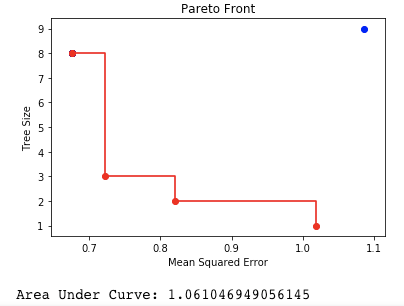 Pareto Front
9
8
7
6
5
4
3
2
1
Tree Size
0.7 0.8 0.9 1.0 1.1
Mean Squared Error
Area Under Curve: 1.061046949056145